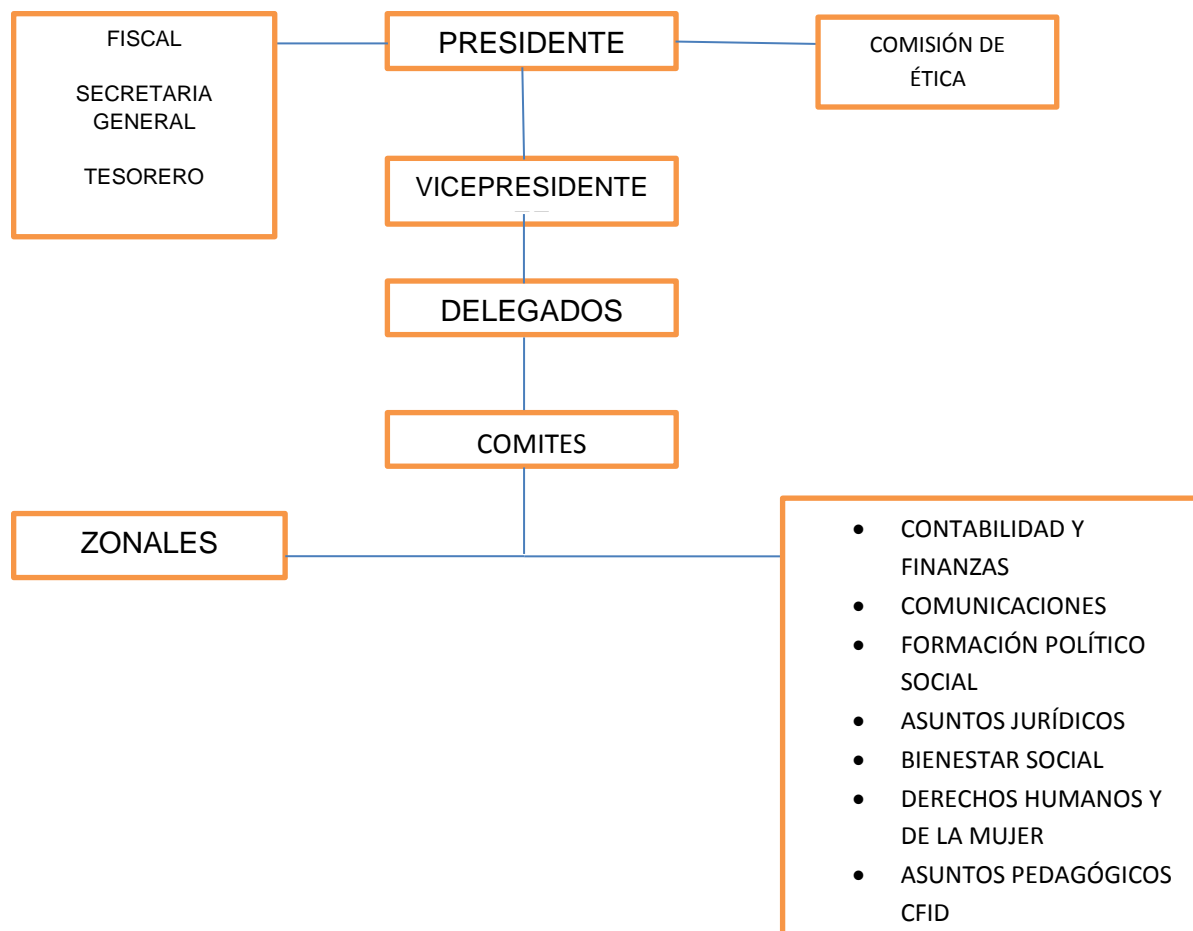 FISCAL
SECRETARIA
GENERAL
TESORERO
PRESIDENTE
COMISIÓN DE
ÉTICA
VICEPRESIDENTE
DELEGADOS
COMITES
ZONALES
• CONTABILIDAD Y
FINANZAS
• COMUNICACIONES
• FORMACIÓN POLÍTICO
SOCIAL
• ASUNTOS JURÍDICOS
• BIENESTAR SOCIAL
• DERECHOS HUMANOS Y
DE LA MUJER
• ASUNTOS PEDAGÓGICOS
CFID